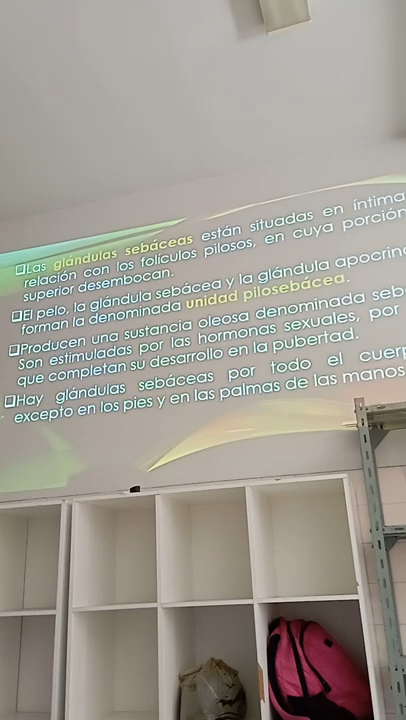 ❑Las glándulas sebáceas están situadas en íntima
relación con los folículos pilosos, en cuya porción
superior desembocan.
❑El pelo, la glándula sebácea y la glándula apocrin
forman la denominada unidad pilosebácea.
❑Producen una sustancia oleosa denominada seb
Son estimuladas por las hormonas sexuales, por
que completan su desarrollo en la pubertad.
❑Hay glándulas sebáceas por todo el cuerp
excepto en los pies y en las palmas de las manos